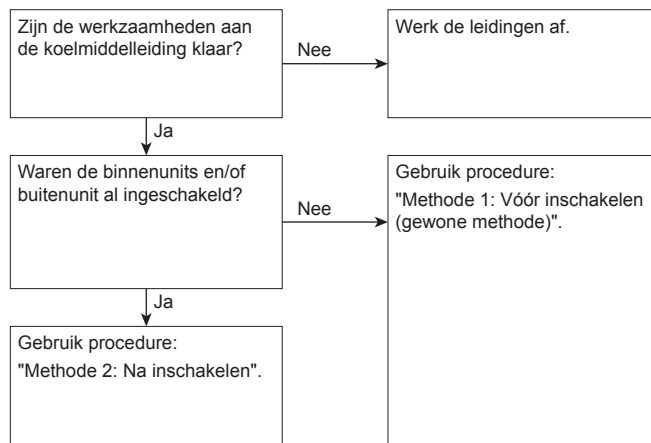 Zijn de werkzaamheden aan
de koelmiddelleiding klaar?
Nee
Werk de leidingen af.
Ja
Waren de binnenunits en/of
buitenunit al ingeschakeld?
Nee
Gebruik procedure:
"Methode 1: Vóór inschakelen
(gewone methode)".
Ja
Gebruik procedure:
"Methode 2: Na inschakelen".